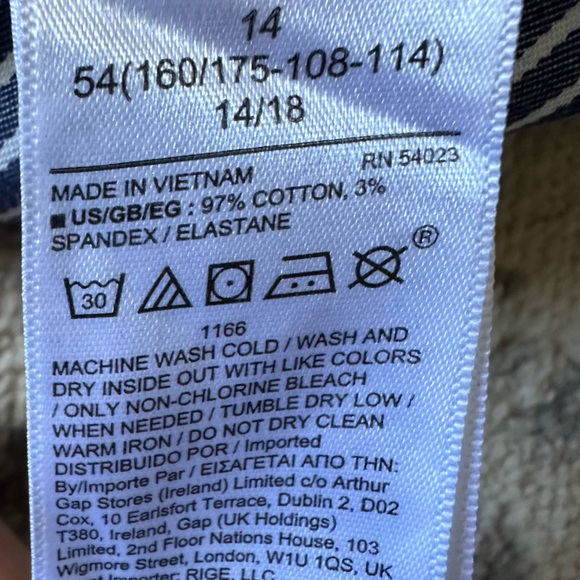 14
54(160/175-108-114)
14/18
RN 54023
MADE IN VIETNAM
US/GB/EG : 97% COTTON, 3%
SPANDEX / ELASTANE
30
®
1166
MACHINE WASH COLD / WASH AND
DRY INSIDE OUT WITH LIKE COLORS
/ ONLY NON-CHLORINE BLEACH
WHEN NEEDED / TUMBLE DRY LOW /
WARM IRON / DO NOT DRY CLEAN
DISTRIBUIDO POR / Imported
By/Importe Par / ΕΙΣΑΓΕΤΑΙ ΑΠΟ ΤΗΝ:
Gap Stores (Ireland) Limited c/o Arthur
Cox, 10 Earlsfort Terrace, Dublin 2, D02
T380, Ireland, Gap (UK Holdings)
Limited, 2nd Floor Nations House, 103
Wigmore Street, London, W1U 1QS, UK
Importer: RIGE, LLC